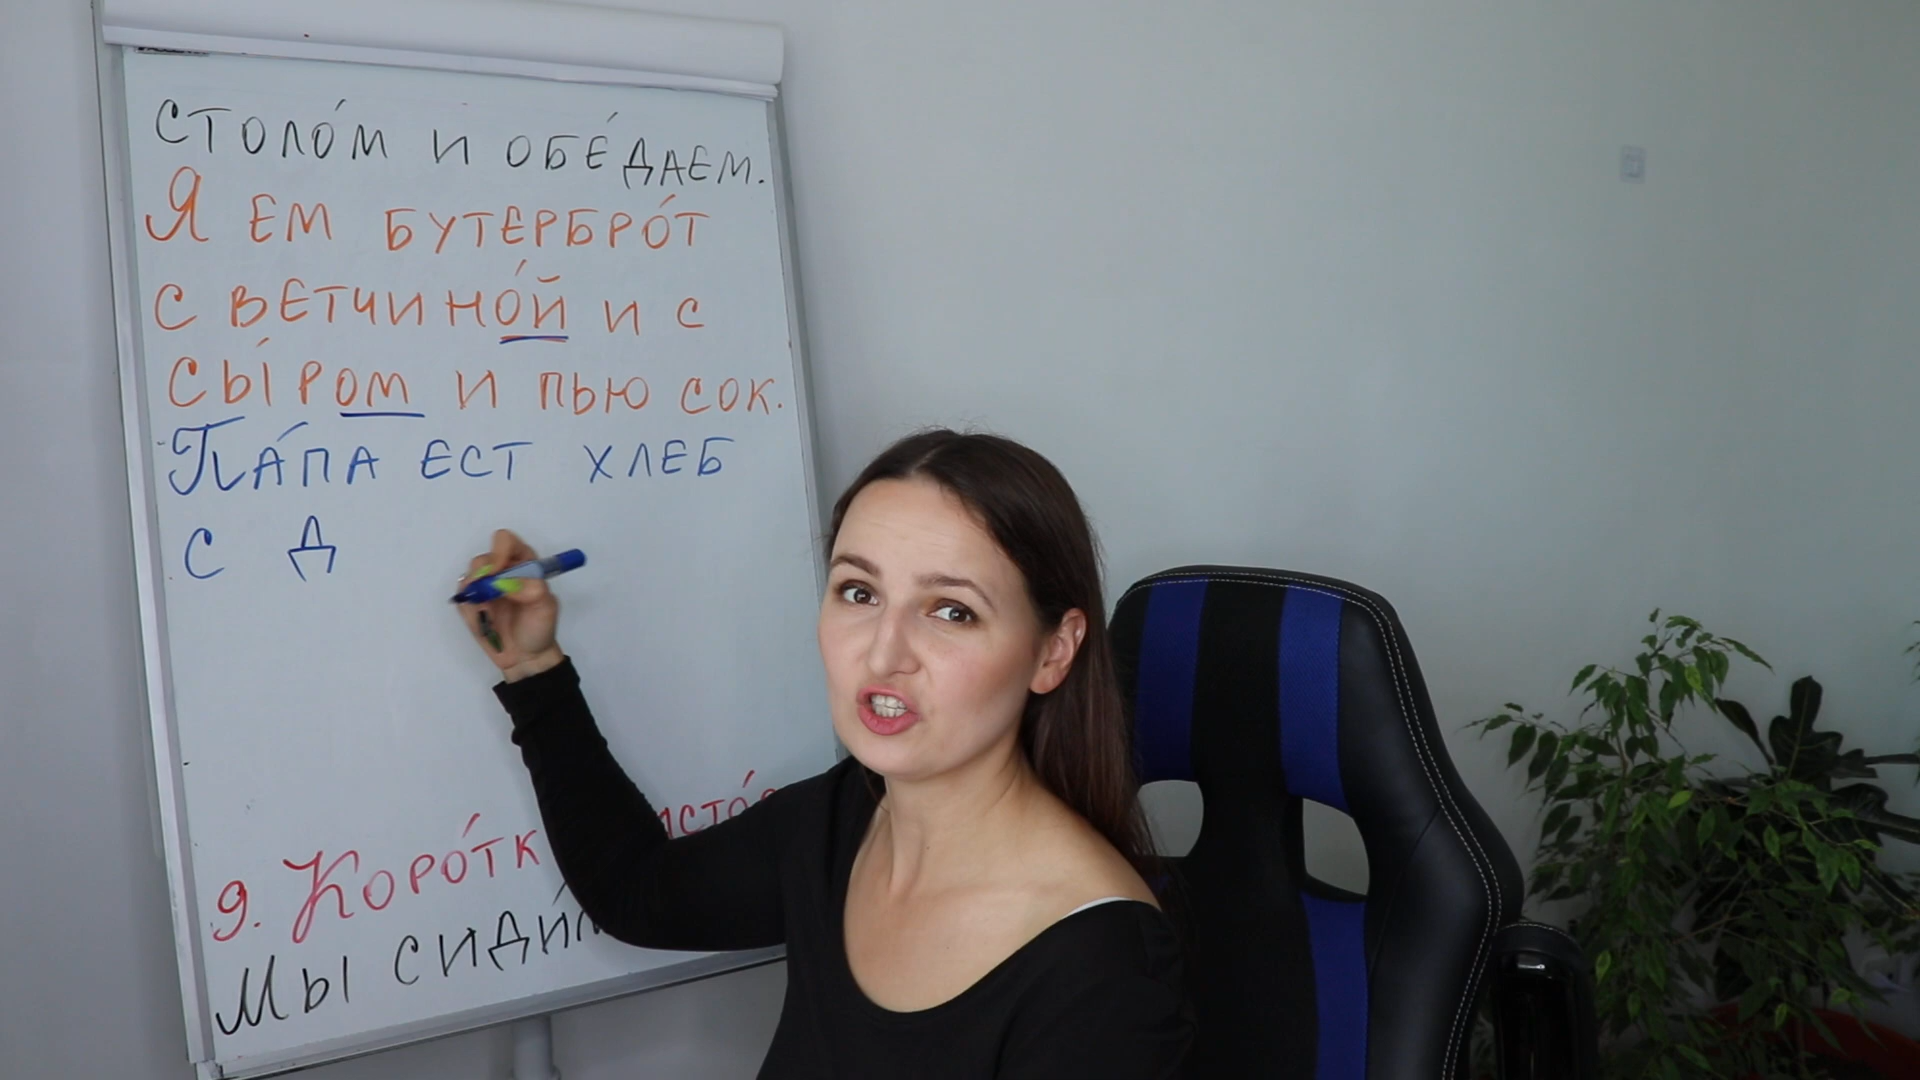 СТОЛО́М И ОБЕ́ДАЕМ.
Я ЕМ БУТЕРБРО́Т
С ВЕТЧИНО́Й И С
СЫ́РОМ И ПЬЮ СОК.
ПА́ПА ЕСТ ХЛЕБ
С Д
9. КОРО́ТК
МЫ СИДИ́М